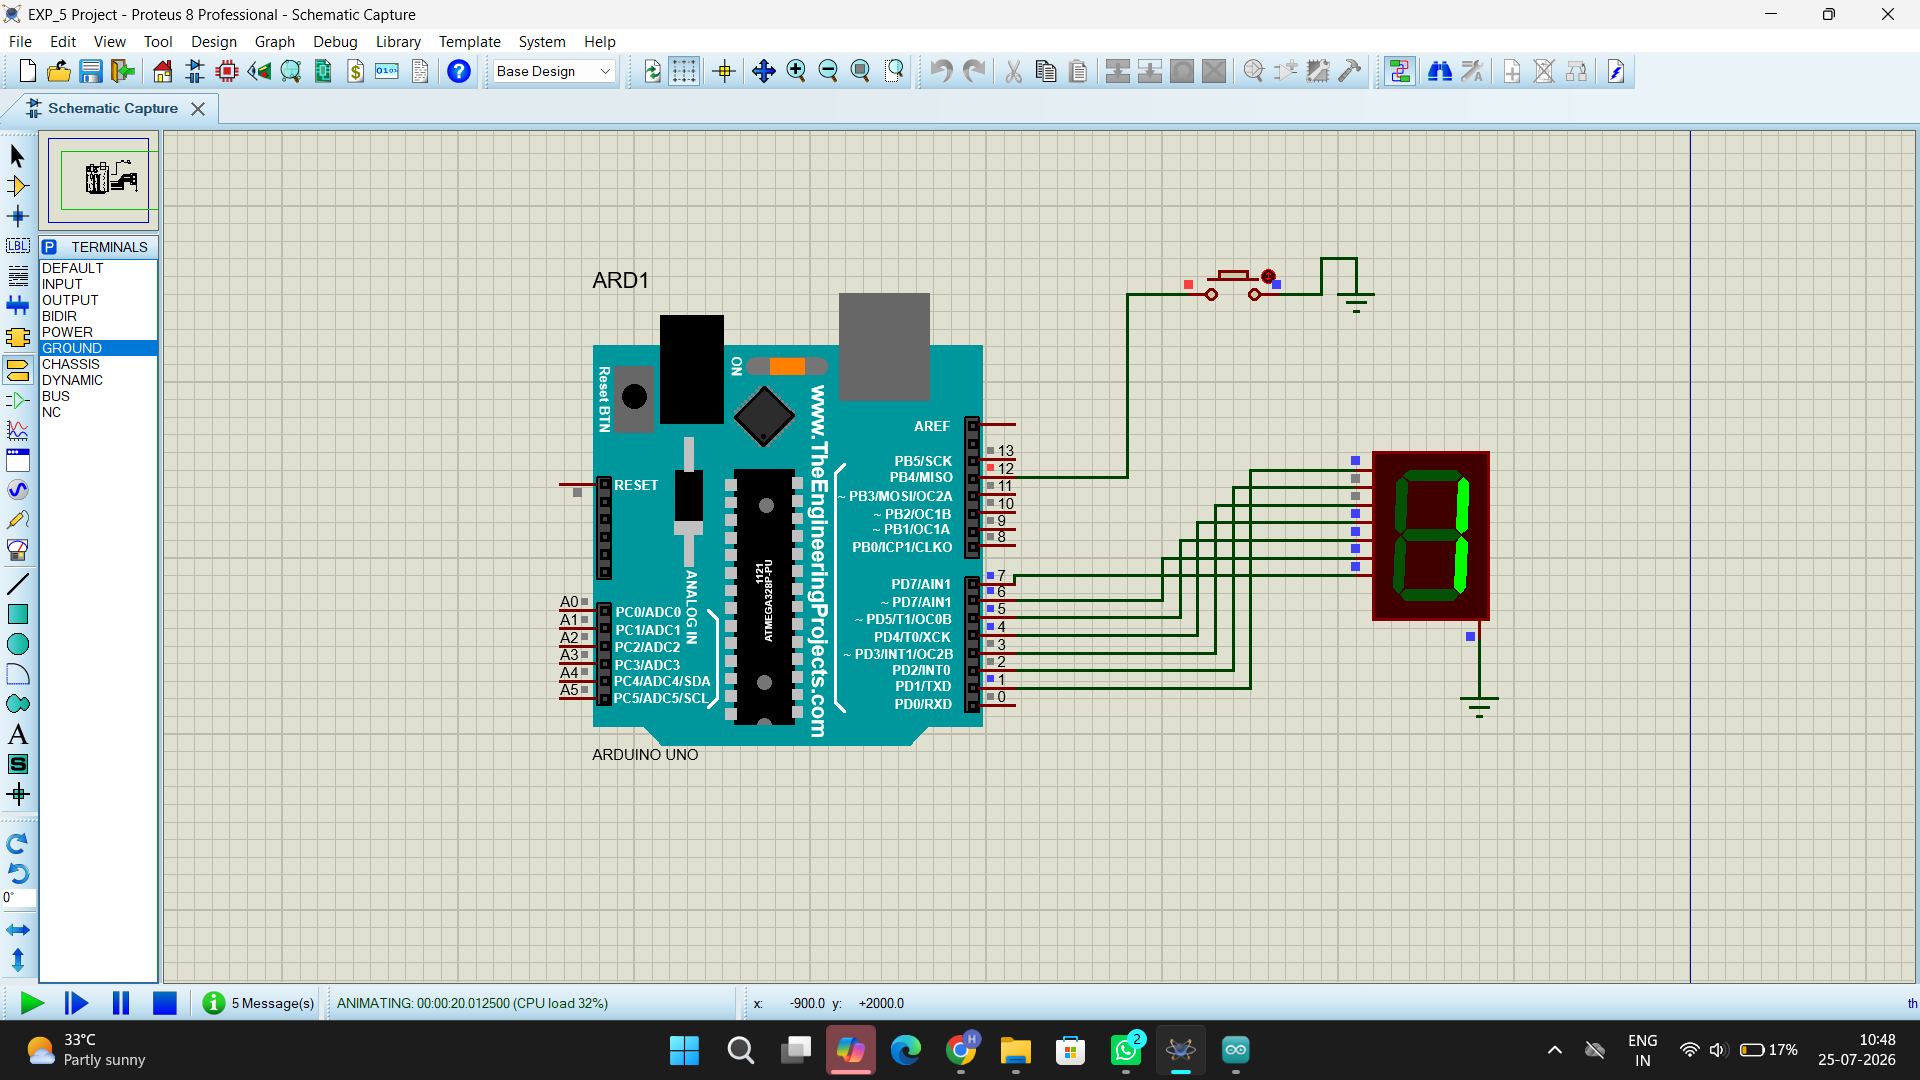 EXP_5 Project - Proteus 8 Professional - Schematic Capture
File Edit View Tool Design Graph Debug Library Template System Help
Base Design
Schematic Capture
P TERMINALS
DEFAULT
INPUT
OUTPUT
BIDIR
POWER
GROUND
CHASSIS
DYNAMIC
BUS
NC
LBL
A
S
0°
ARD1
Reset BTN
ON
www.TheEngineeringProjects.com
RESET
AREF
PB5/SCK 13
PB4/MISO 12
~ PB3/MOSI/OC2A 11
~ PB2/OC1B 10
~ PB1/OC1A 9
PB0/ICP1/CLKO 8
PD7/AIN1 7
~ PD7/AIN1 6
~ PD5/T1/OC0B 5
PD4/T0/XCK 4
~ PD3/INT1/OC2B 3
PD2/INT0 2
PD1/TXD 1
PD0/RXD 0
1121
ATMEGA328P-PU
ANALOG IN
A0 PC0/ADC0
A1 PC1/ADC1
A2 PC2/ADC2
A3 PC3/ADC3
A4 PC4/ADC4/SDA
A5 PC5/ADC5/SCL
ARDUINO UNO
5 Message(s)
ANIMATING: 00:00:20.012500 (CPU load 32%)
x: -900.0 y: +2000.0
th
33°C
Partly sunny
H
2
ENG
IN
17%
10:48
25-07-2026